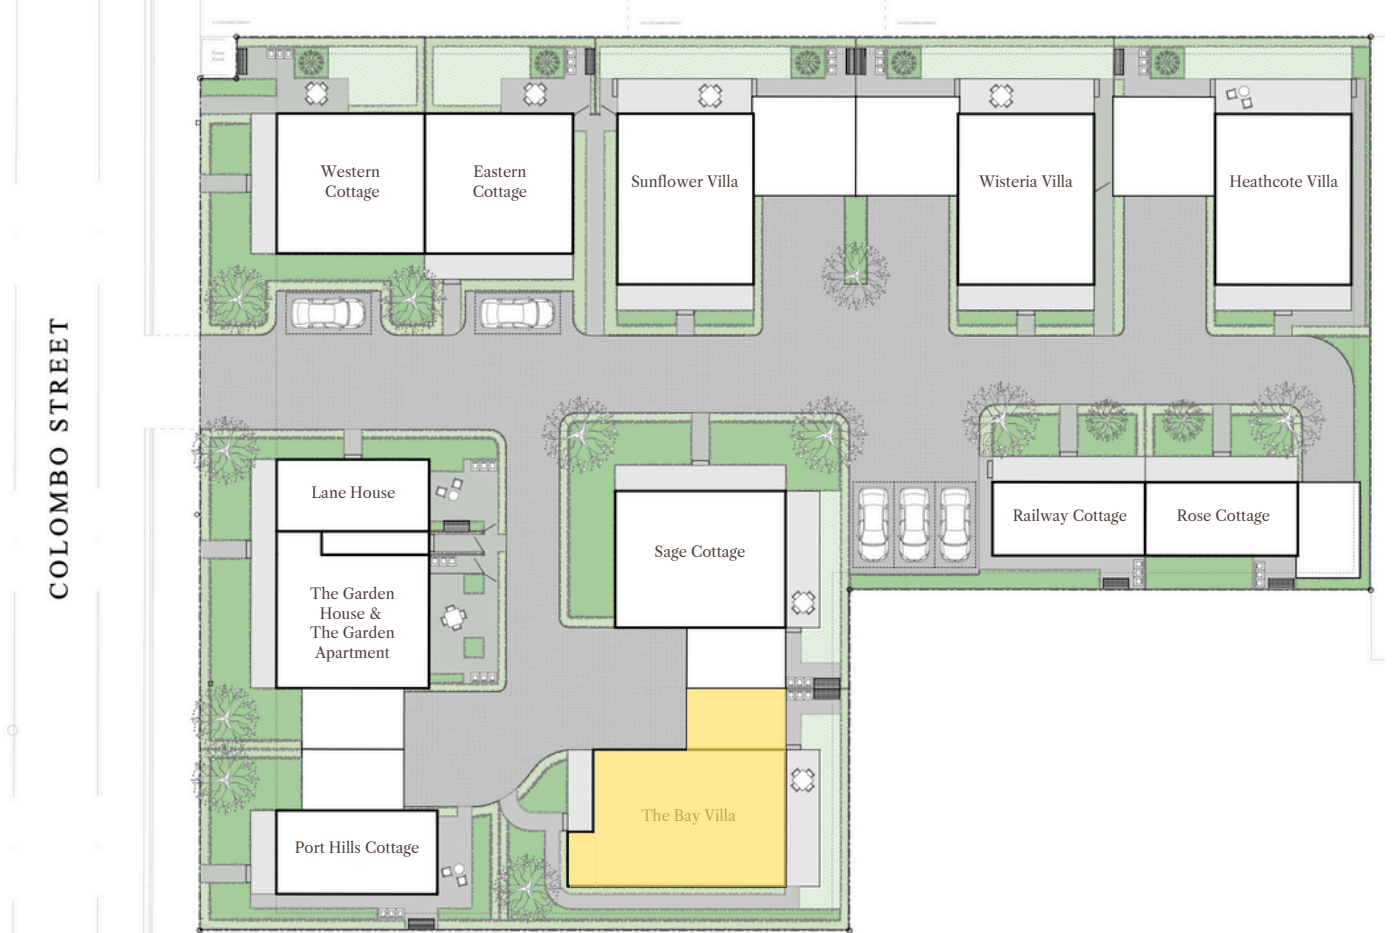 Western
Cottage
Eastern
Cottage
Sunflower Villa
Wisteria Villa
Heathcote Villa
COLOMBO STREET
Lane House
Railway Cottage
Rose Cottage
Sage Cottage
The Garden
House &
The Garden
Apartment
The Bay Villa
Port Hills Cottage